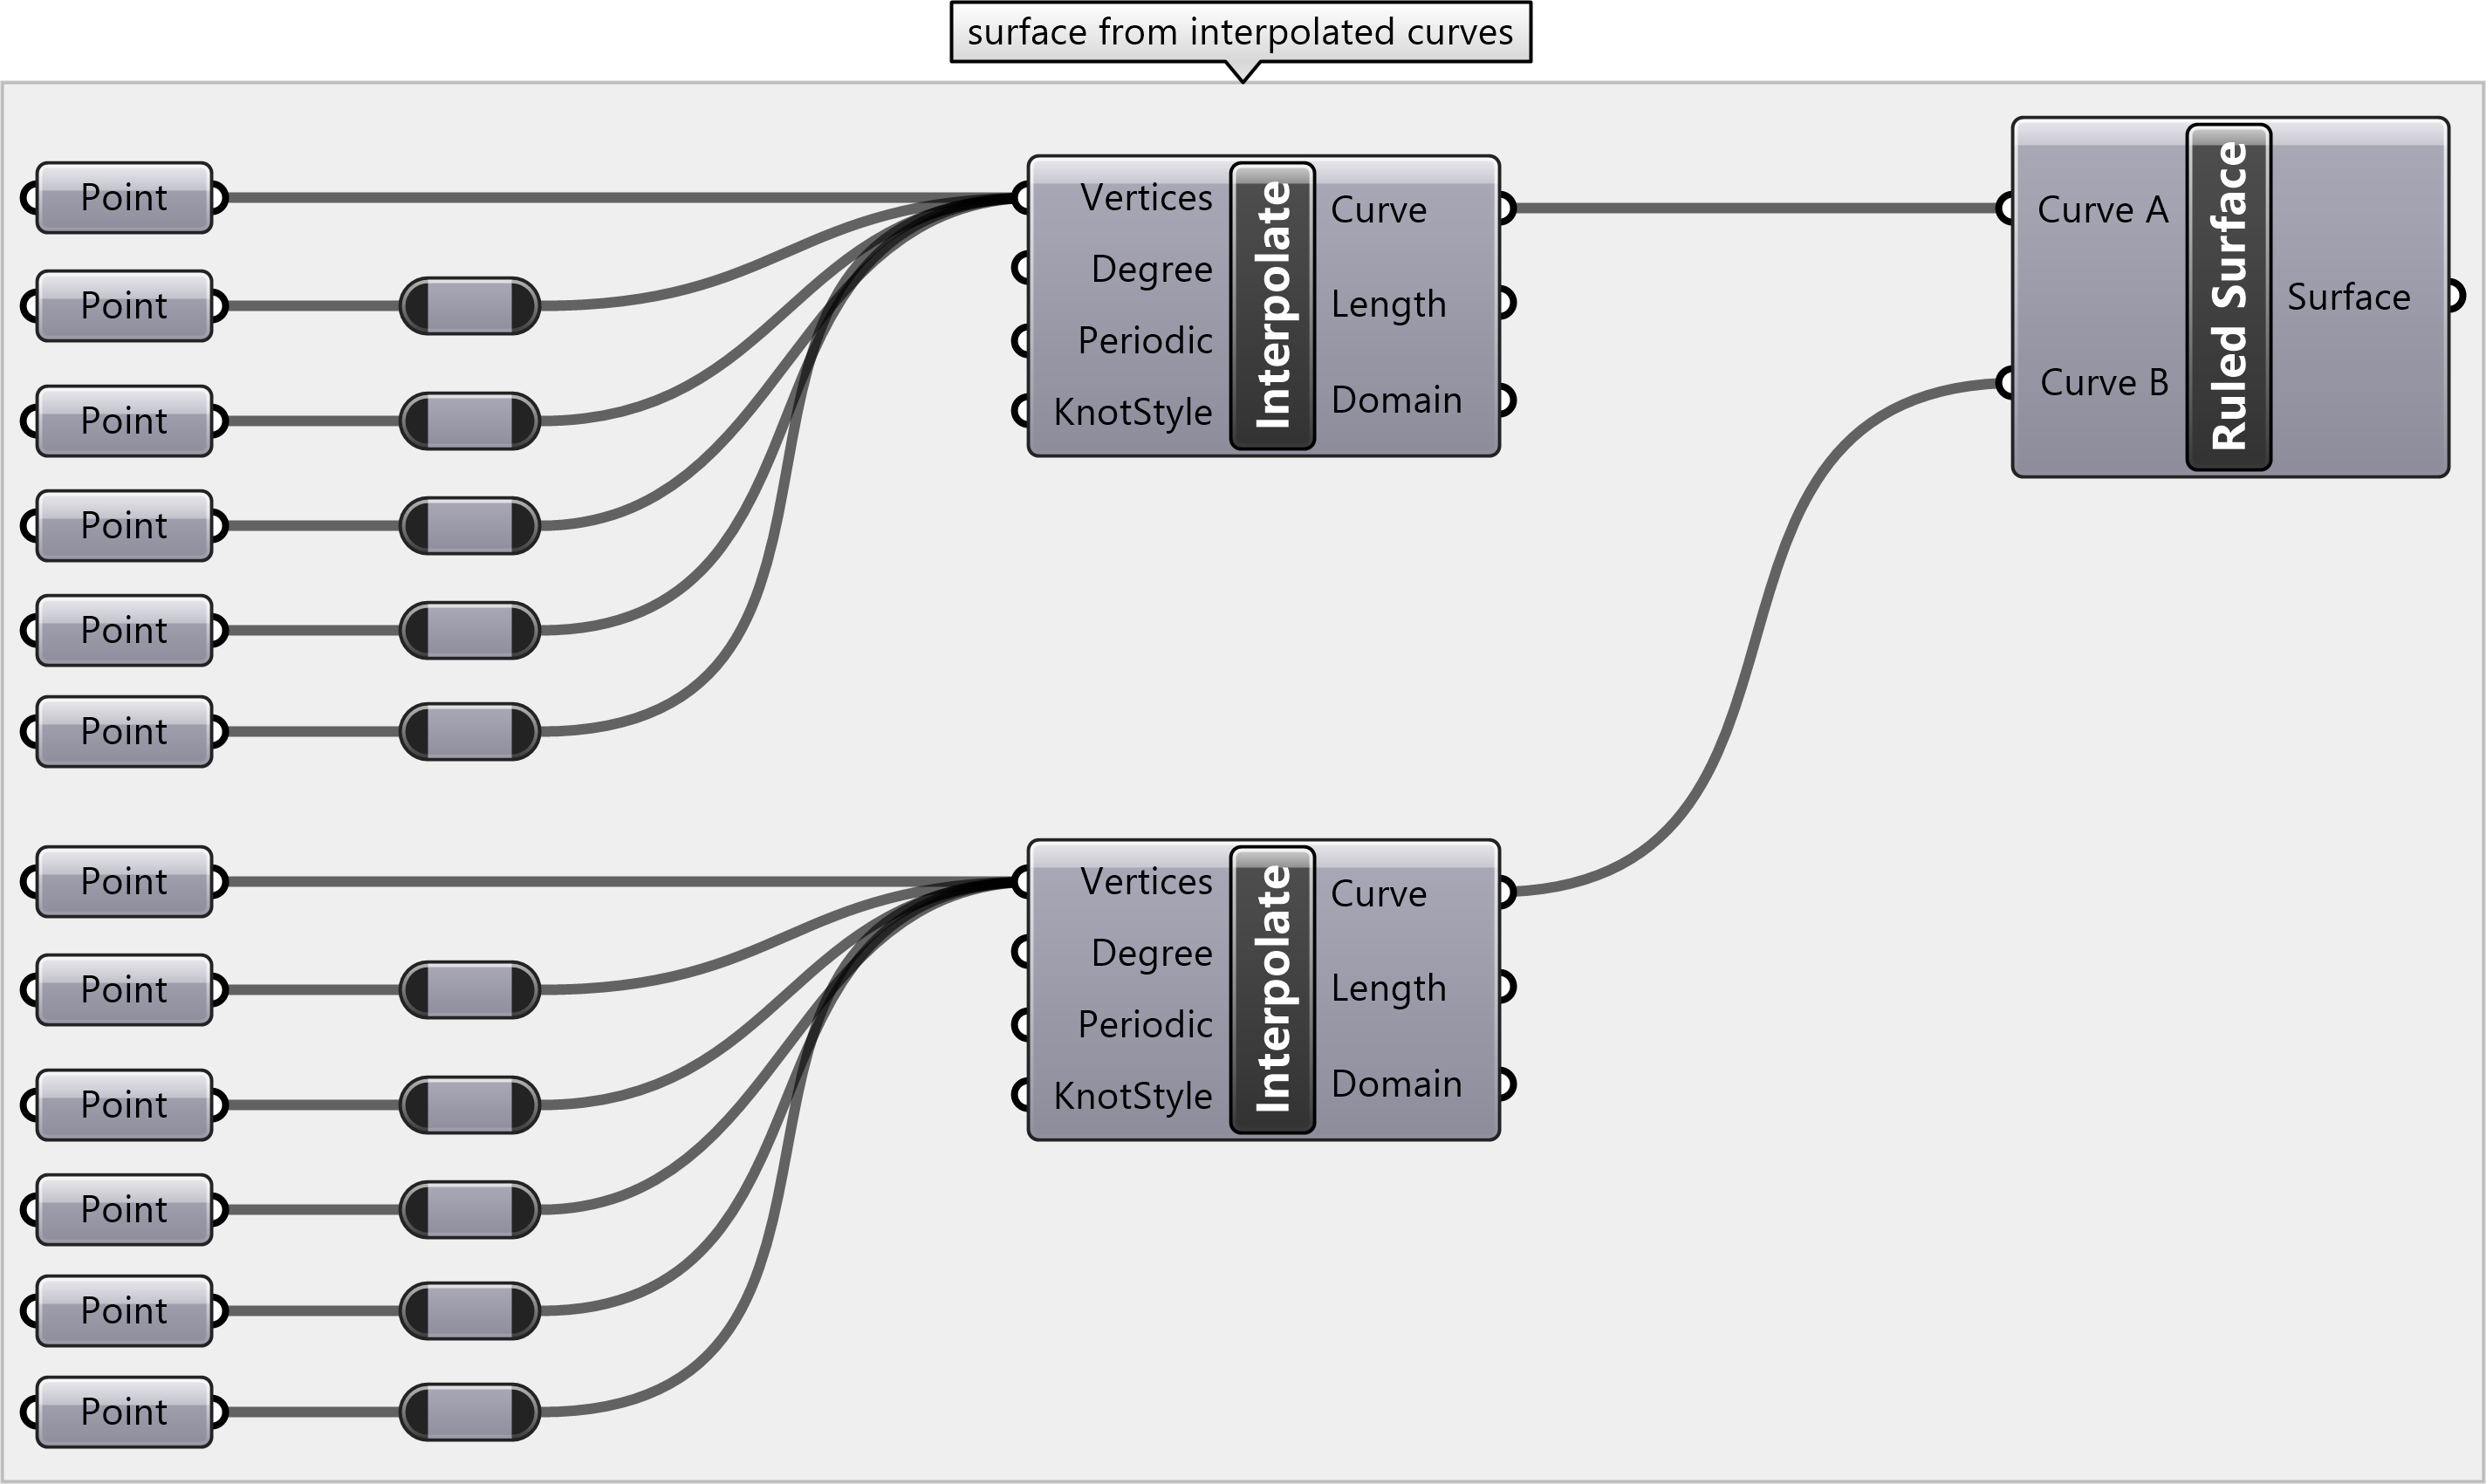 surface from interpolated curves
Point
Point
Point
Point
Point
Point
Vertices
Degree
Periodic
KnotStyle
Interpolate
Curve
Length
Domain
Curve A
Curve B
Ruled Surface
Surface
Point
Point
Point
Point
Point
Point
Vertices
Degree
Periodic
KnotStyle
Interpolate
Curve
Length
Domain